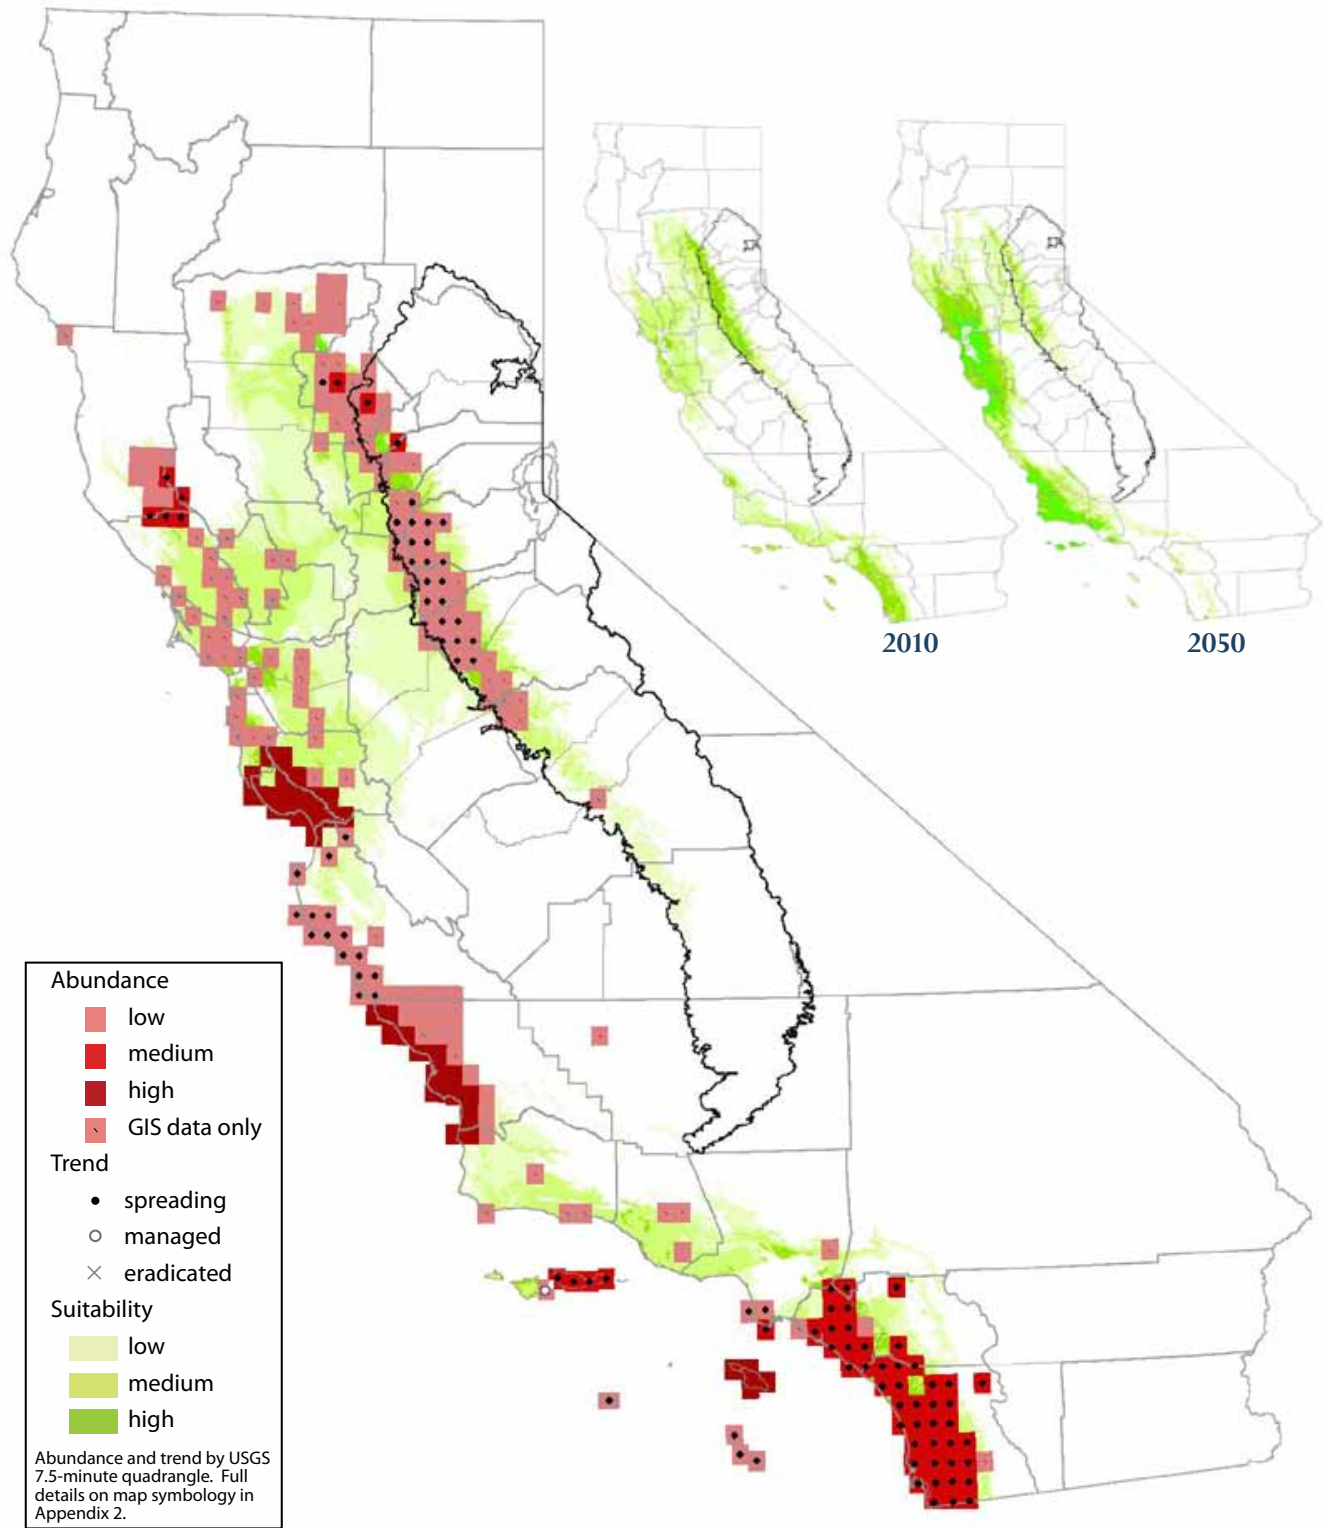 2010
2050
Abundance
low
medium
high
GIS data only
Trend
spreading
managed
eradicated
Suitability
low
medium
high
Abundance and trend by USGS
7.5-minute quadrangle. Full
details on map symbology in
Appendix 2.